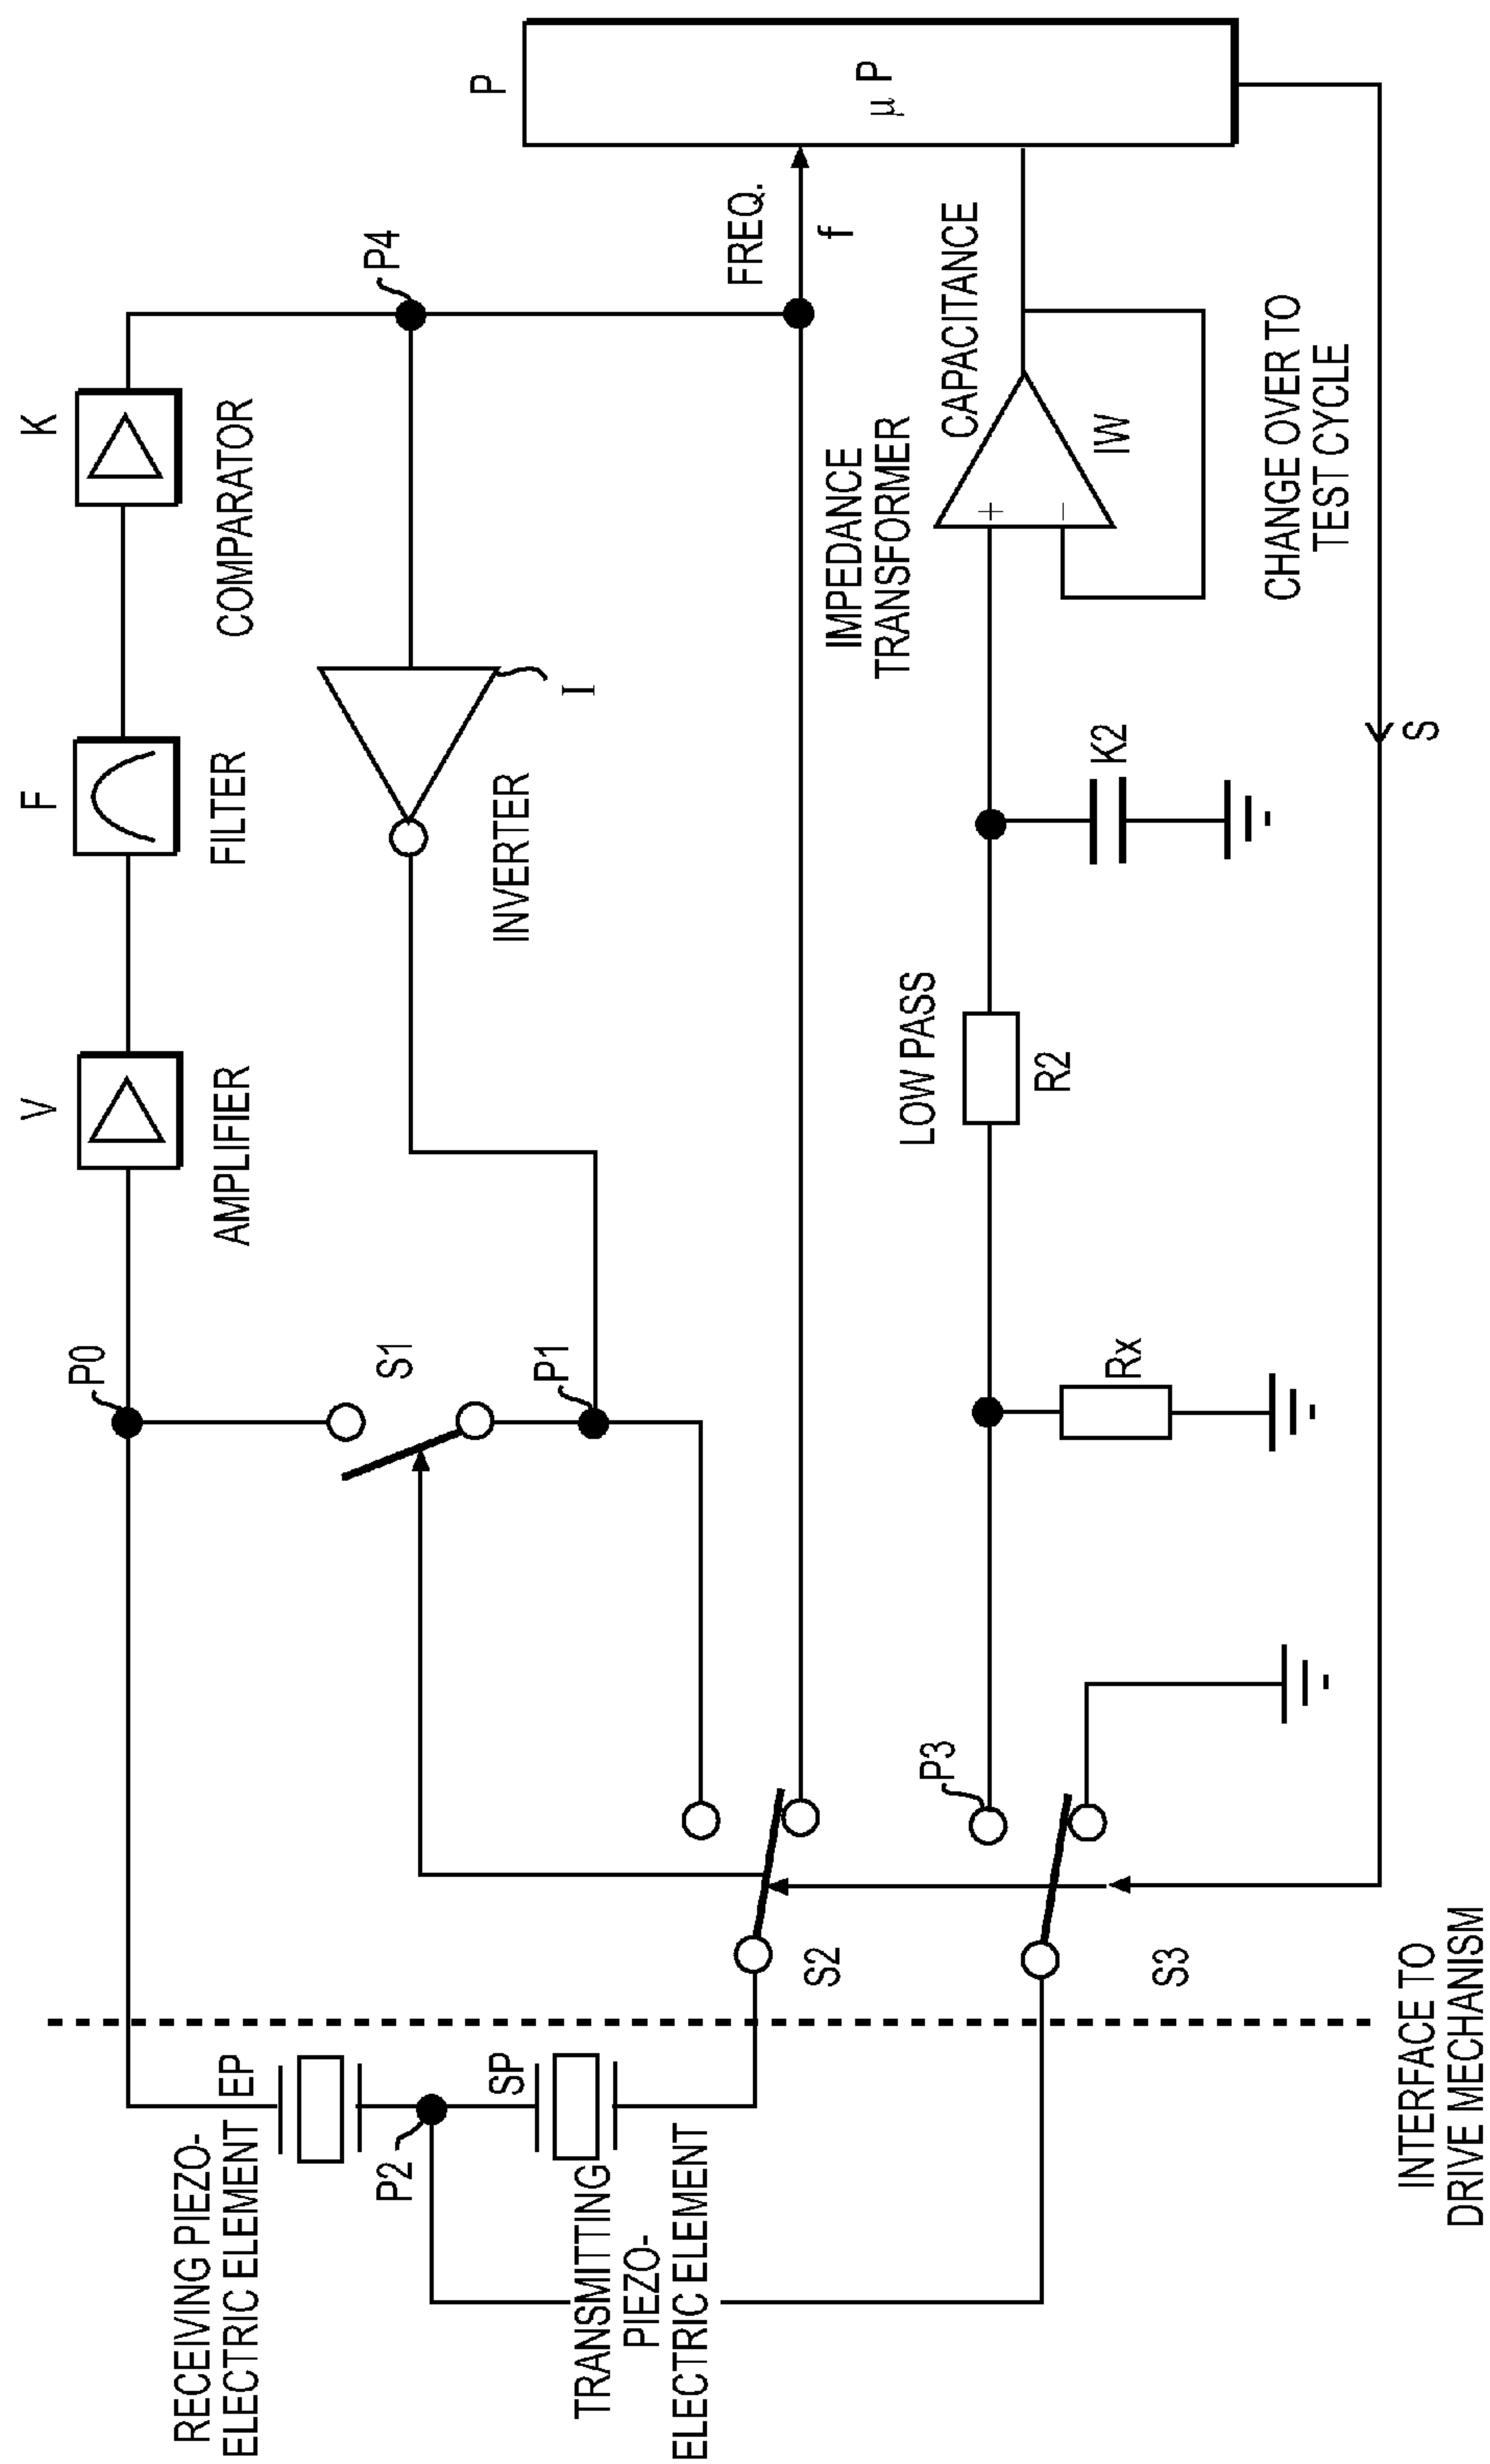 V
F
K
P0
RECEIVING PIEZO-
ELECTRIC ELEMENT
EP
AMPLIFIER
FILTER
COMPARATOR
P2
S1
P4
SP
P1
INVERTER
I
P
TRANSMITTING
PIEZO-
ELECTRIC ELEMENT
FREQ.
f
S2
IMPEDANCE
TRANSFORMER
μP
P3
LOW PASS
CAPACITANCE
+
−
R2
K2
IW
Rx
S3
CHANGE OVER TO
TEST CYCLE
S
INTERFACE TO
DRIVE MECHANISM